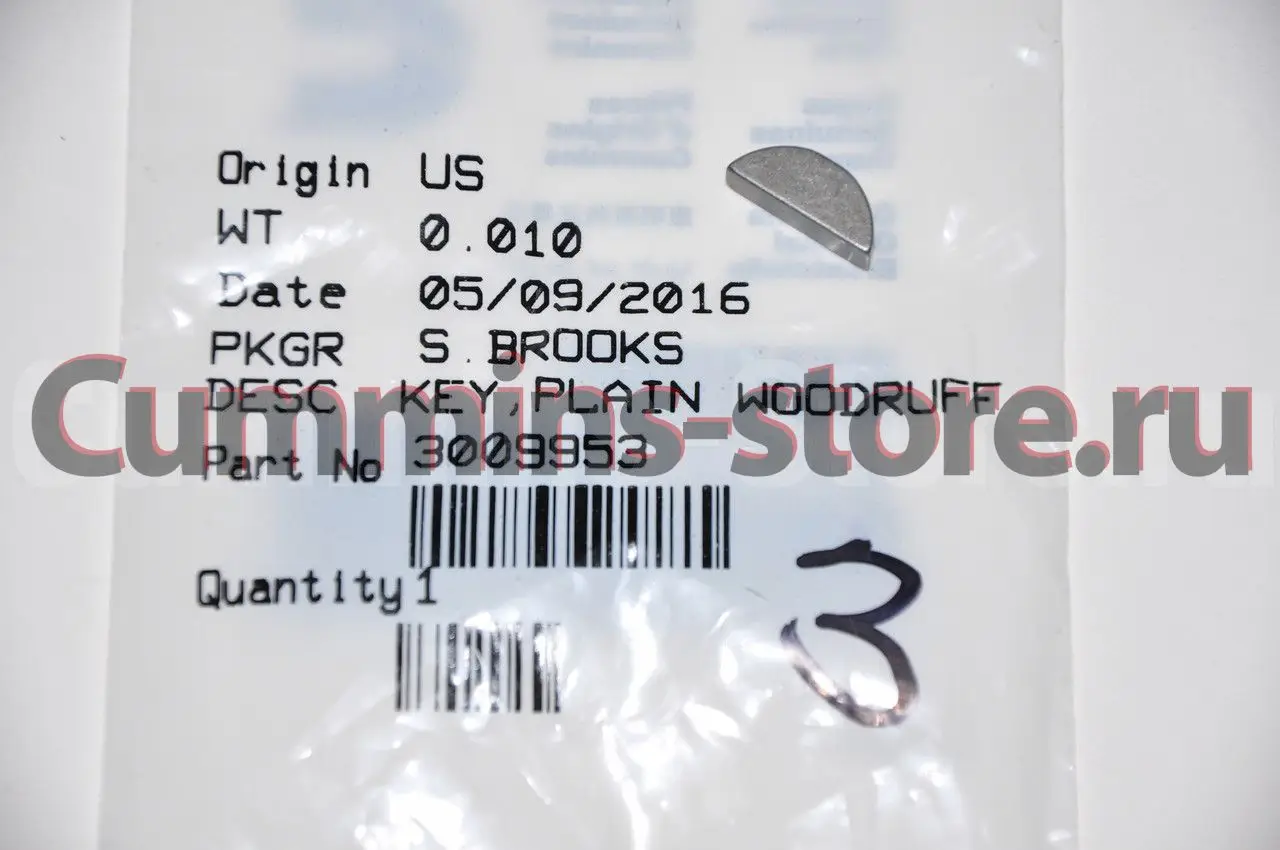 Origin US
WT 0.010
Date 05/09/2016
PKGR S.BROOKS
DESC KEY,PLAIN WOODRUFF
Cummins-store.ru
Part No 3009953
Quantity 1
3